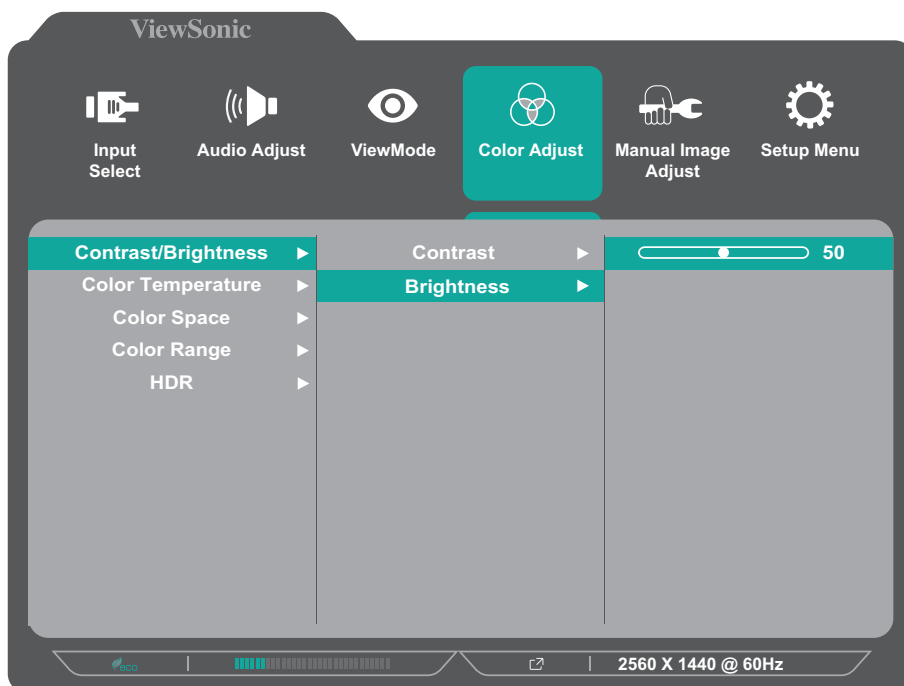 ViewSonic
Input
Select
Audio Adjust
ViewMode
Color Adjust
Manual Image
Adjust
Setup Menu
Contrast/Brightness
Contrast
50
Color Temperature
Brightness
Color Space
Color Range
HDR
eco
2560 X 1440 @ 60Hz